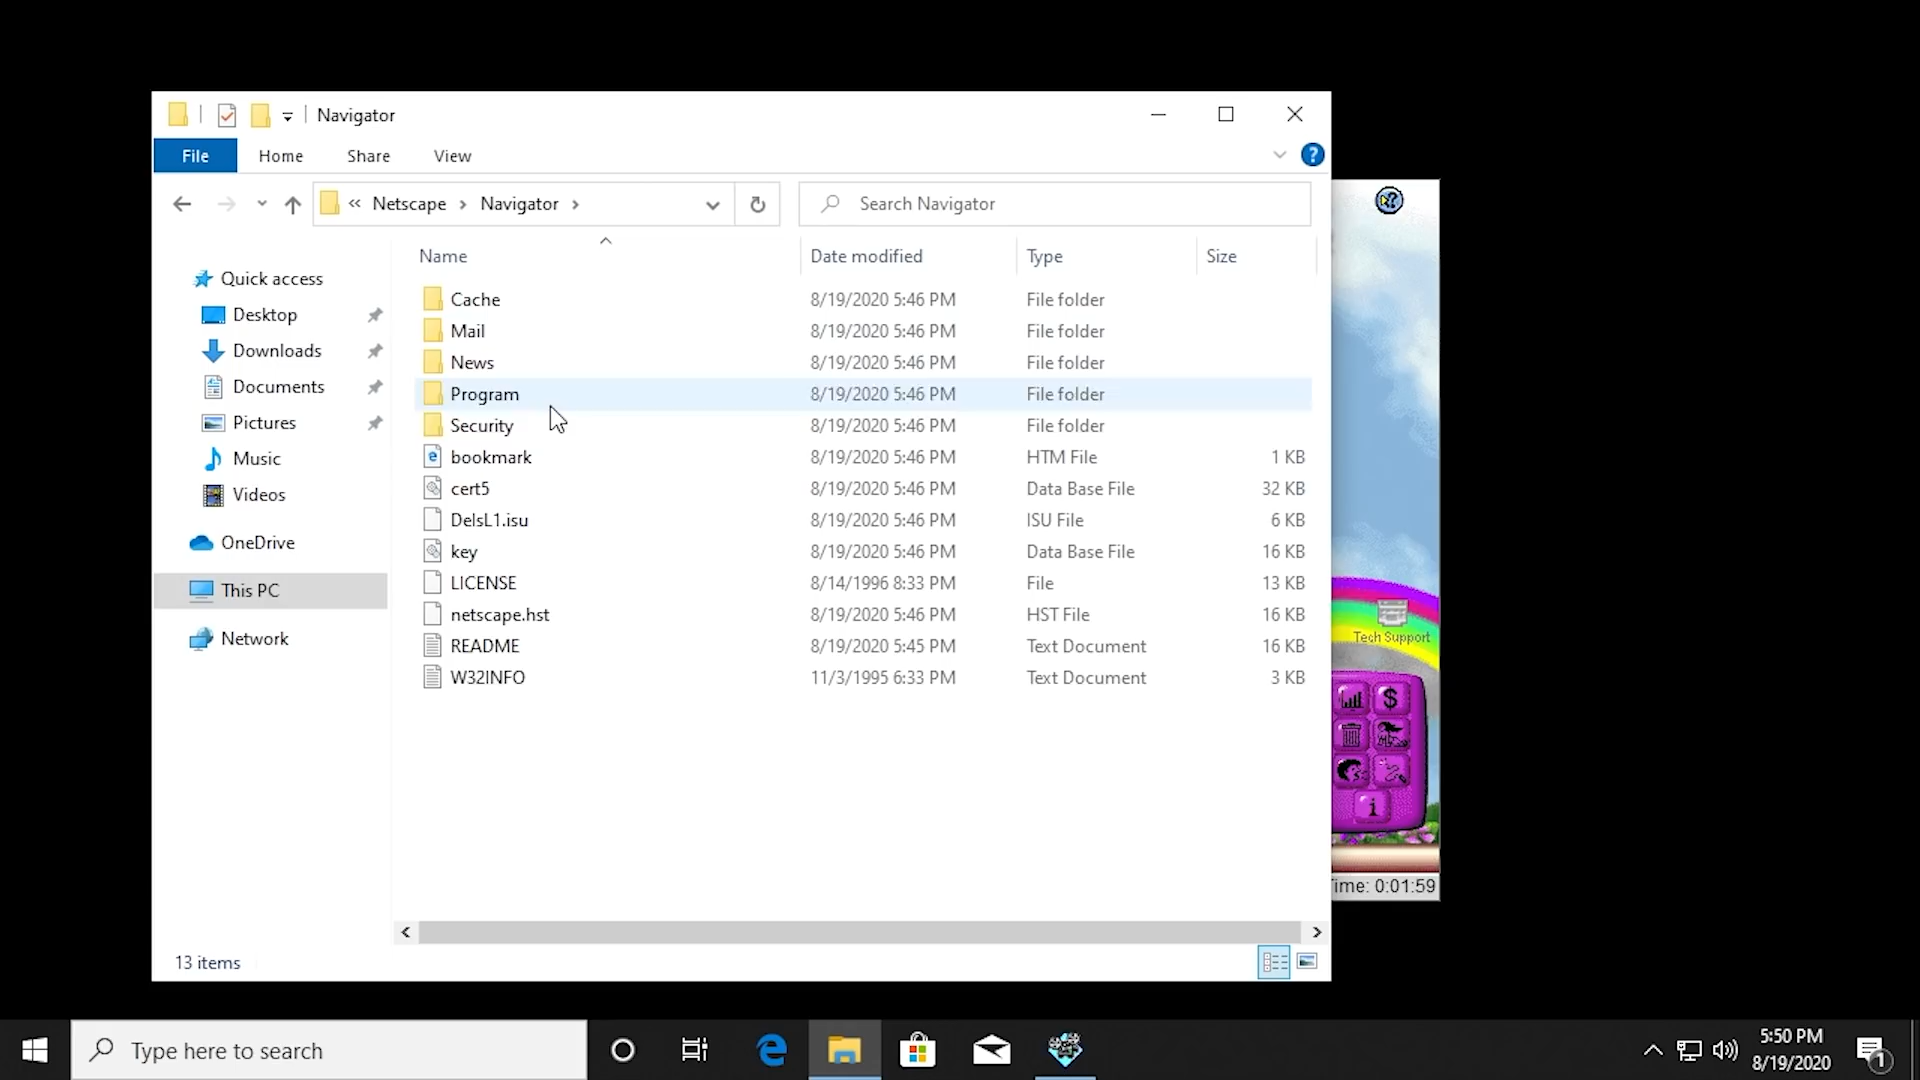 Navigator
File Home Share View
« Netscape > Navigator >
Search Navigator
Name Date modified Type Size
Quick access
Desktop
Downloads
Documents
Pictures
Music
Videos
OneDrive
This PC
Network
Cache 8/19/2020 5:46 PM File folder
Mail 8/19/2020 5:46 PM File folder
News 8/19/2020 5:46 PM File folder
Program 8/19/2020 5:46 PM File folder
Security 8/19/2020 5:46 PM File folder
bookmark 8/19/2020 5:46 PM HTM File 1 KB
cert5 8/19/2020 5:46 PM Data Base File 32 KB
DelsL1.isu 8/19/2020 5:46 PM ISU File 6 KB
key 8/19/2020 5:46 PM Data Base File 16 KB
LICENSE 8/14/1996 8:33 PM File 13 KB
netscape.hst 8/19/2020 5:46 PM HST File 16 KB
README 8/19/2020 5:45 PM Text Document 16 KB
W32INFO 11/3/1995 6:33 PM Text Document 3 KB
13 items
Tech Support
Time: 0:01:59
Type here to search
5:50 PM
8/19/2020
1